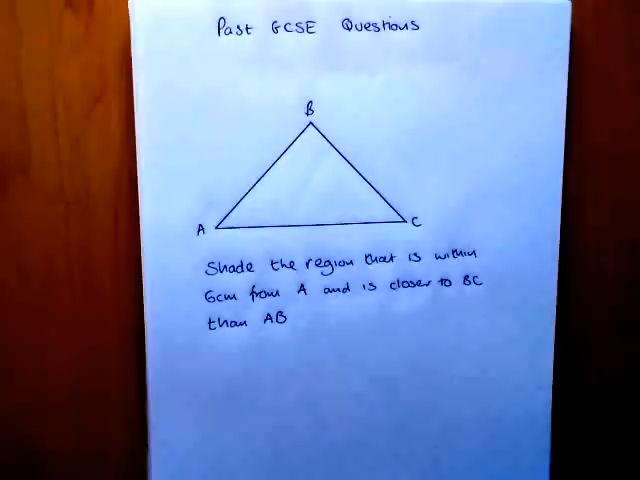 Past GCSE Questions
B
A
C
Shade the region that is within
6cm from A and is closer to BC
than AB